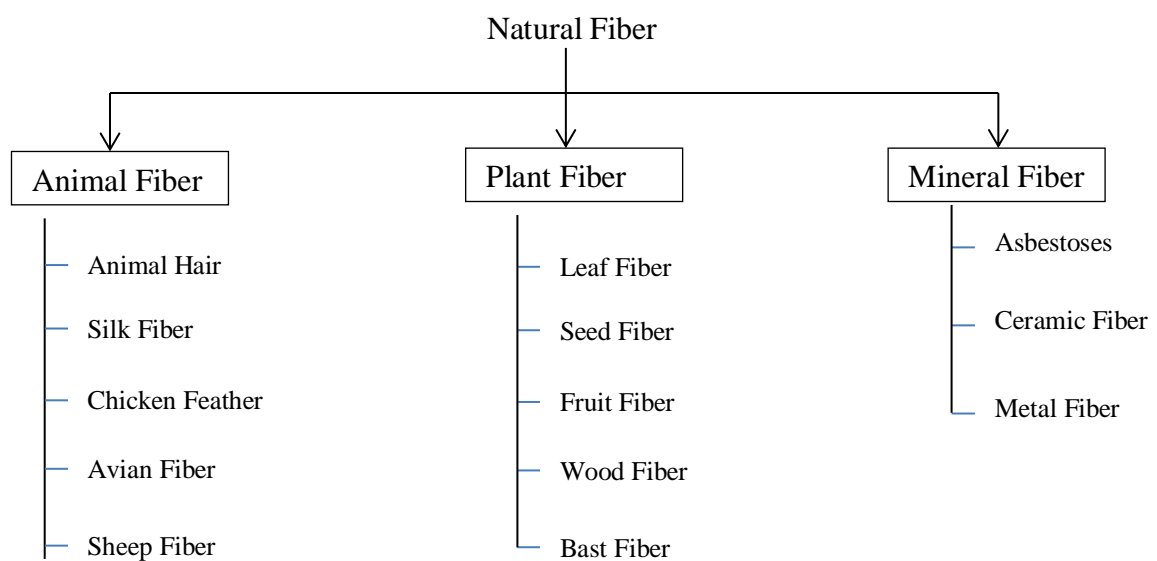 Natural Fiber
Animal Fiber
Animal Hair
Silk Fiber
Chicken Feather
Avian Fiber
Sheep Fiber
Plant Fiber
Leaf Fiber
Seed Fiber
Fruit Fiber
Wood Fiber
Bast Fiber
Mineral Fiber
Asbestoses
Ceramic Fiber
Metal Fiber